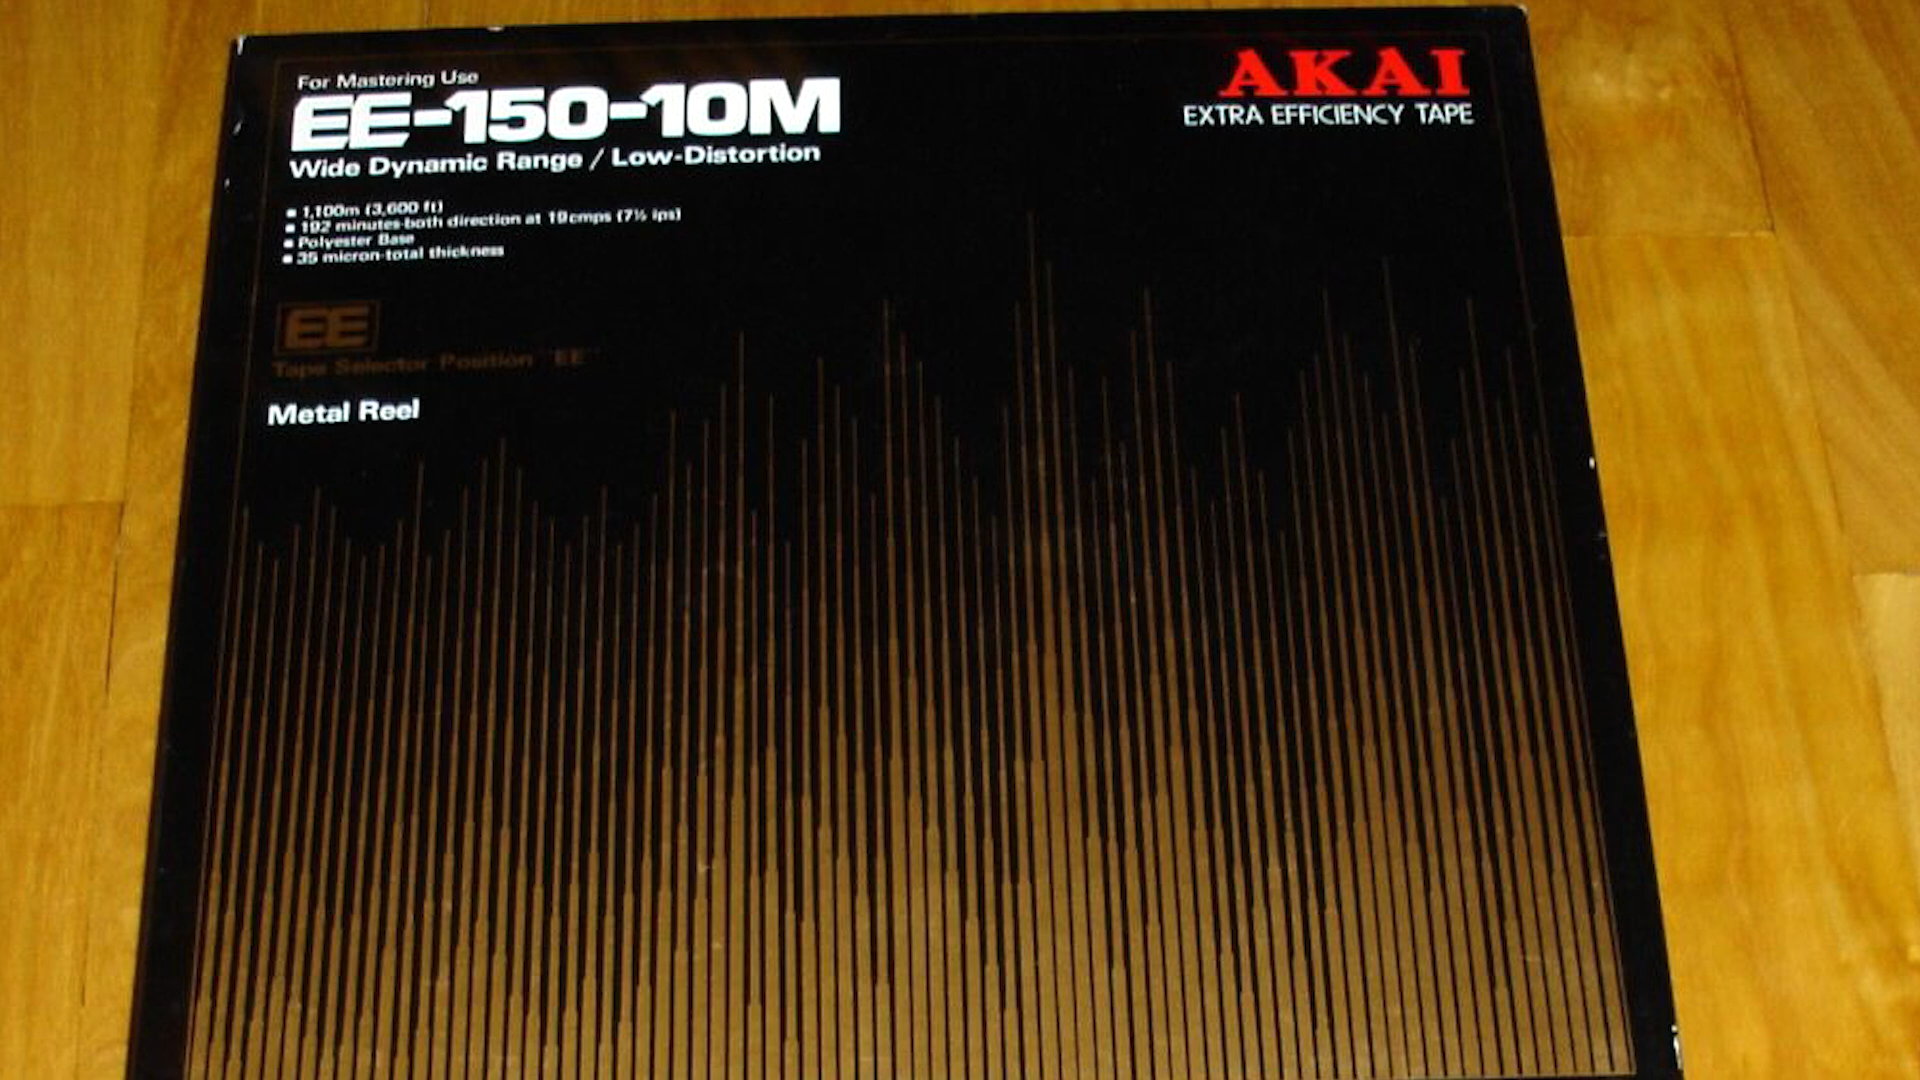 For Mastering Use
EE-150-10M
Wide Dynamic Range / Low-Distortion
AKAI
EXTRA EFFICIENCY TAPE
▪ 1,100m (3,600 ft)
▪ 192 minutes-both direction at 19cmps (7½ ips)
▪ Polyester Base
▪ 35 micron-total thickness
EE
Tape Selector Position "EE"
Metal Reel